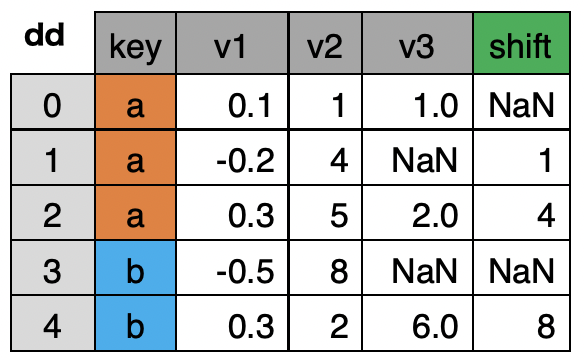 dd key v1 v2 v3 shift
0 a 0.1 1 1.0 NaN
1 a -0.2 4 NaN 1
2 a 0.3 5 2.0 4
3 b -0.5 8 NaN NaN
4 b 0.3 2 6.0 8